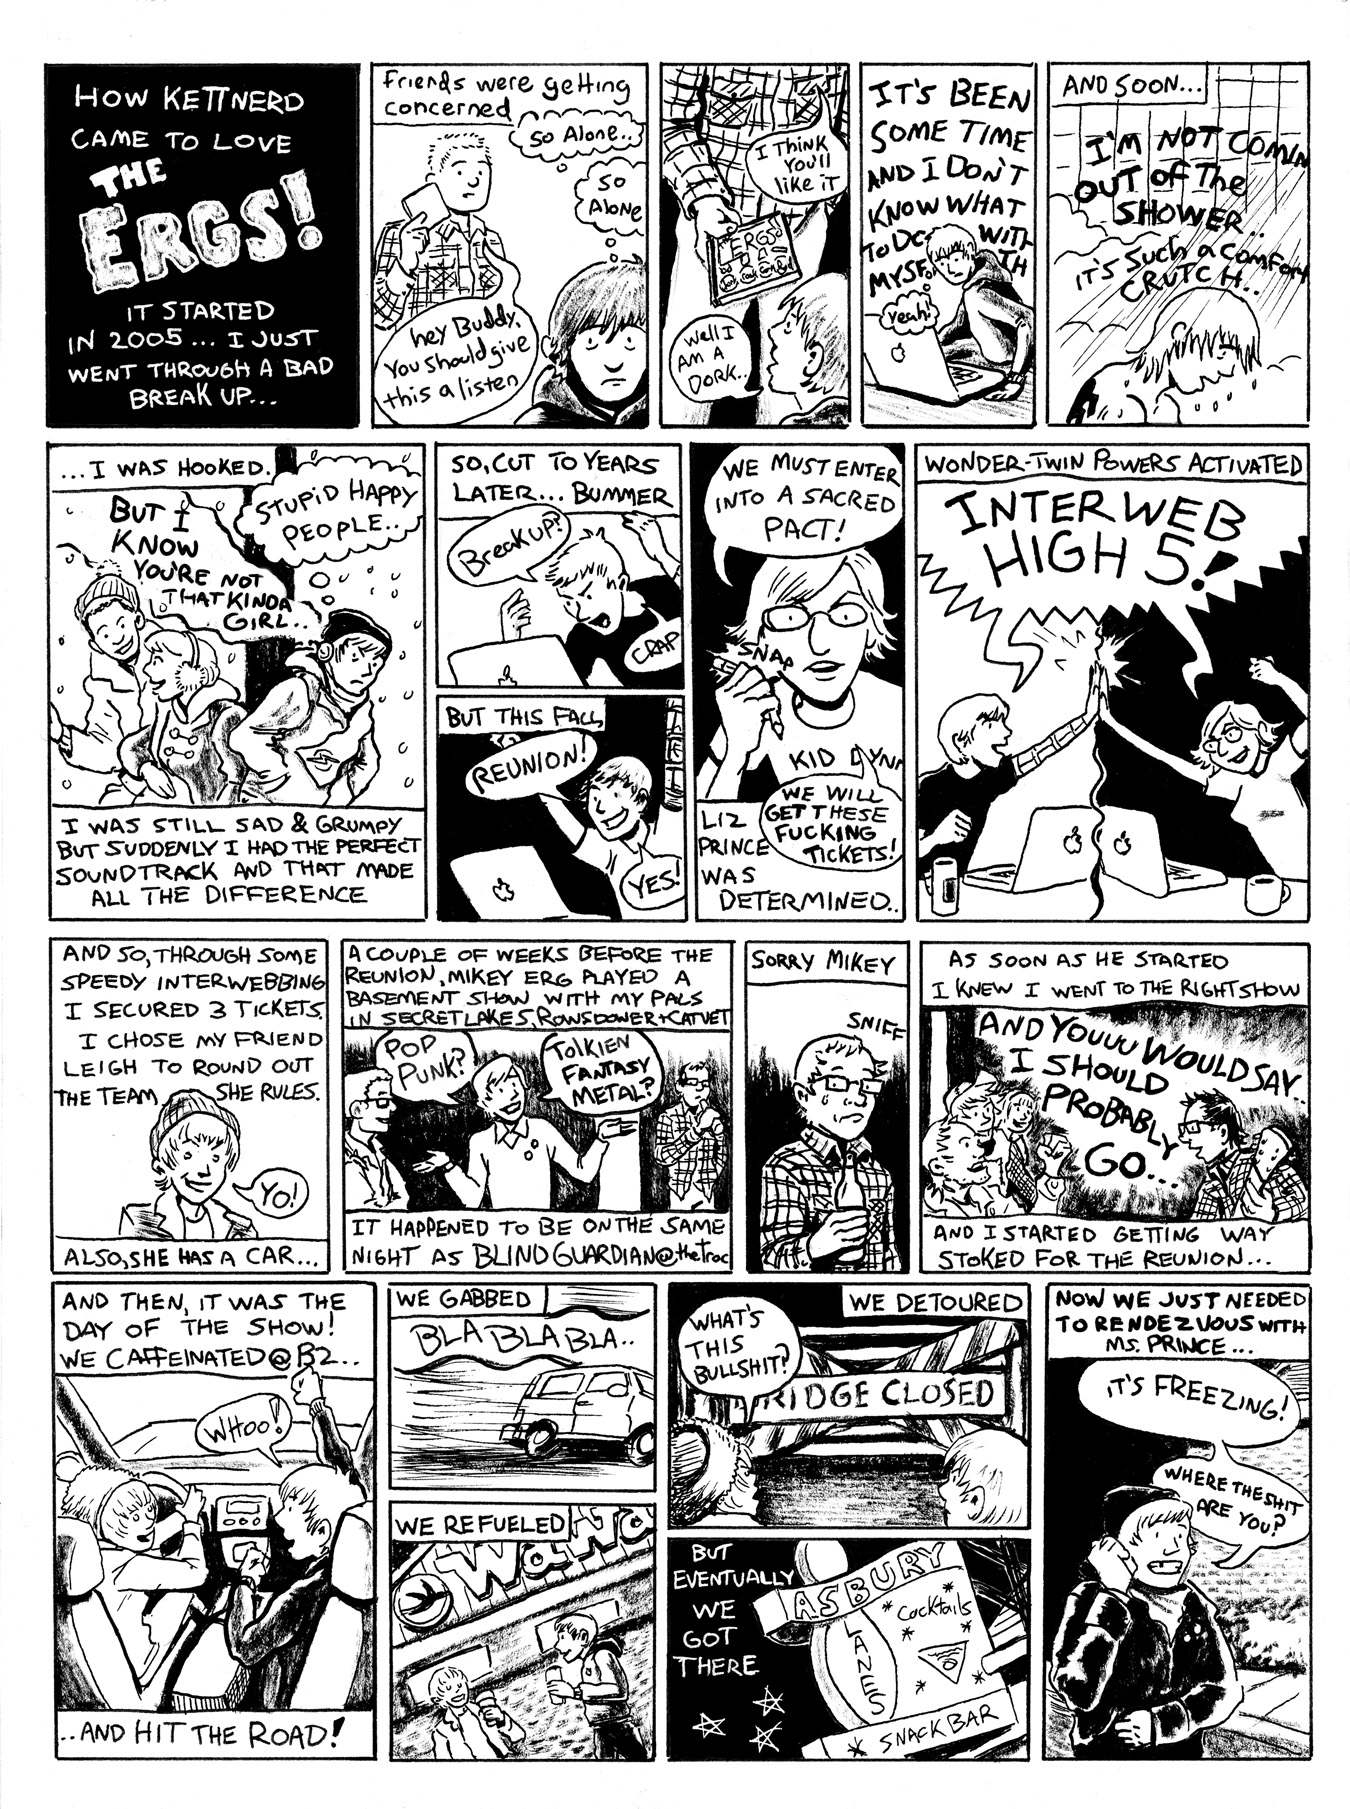 HOW KETTNERD
CAME TO LOVE
THE
ERGS!
IT STARTED
IN 2005... I JUST
WENT THROUGH A BAD
BREAK UP...
Friends were getting
concerned
So Alone..
So
Alone
hey Buddy,
You should give
this a listen
I Think
You'll
like it
ERGS!
Well I
AM A
DORK..
IT'S BEEN
SOME TIME
AND I DON'T
KNOW WHAT
TO DO WITH
MYSE
TH
Yeah!
AND SOON...
I'M NOT COMIN
OUT OF The
SHOWER..
IT'S Such a COMFORT
CRUTCH..
...I WAS HOOKED.
STUPID HAPPY
PEOPLE..
BUT I
KNOW
YOU'RE NOT
THAT KINDA
GIRL..
I WAS STILL SAD & GRUMPY
BUT SUDDENLY I HAD THE PERFECT
SOUNDTRACK AND THAT MADE
ALL THE DIFFERENCE
SO, CUT TO YEARS
LATER... BUMMER
Break UP?
CRAP
BUT THIS FALL,
REUNION!
YES!
WE MUST ENTER
INTO A SACRED
PACT!
SNAP
KID DYNA
WE WILL
GET THESE
FUCKING
TICKETS!
LIZ
PRINCE
WAS
DETERMINED..
WONDER-TWIN POWERS ACTIVATED
INTERWEB
HIGH 5!
AND SO, THROUGH SOME
SPEEDY INTERWEBBING
I SECURED 3 TICKETS.
I CHOSE MY FRIEND
LEIGH TO ROUND OUT
THE TEAM SHE RULES.
YO!
ALSO, SHE HAS A CAR...
A COUPLE OF WEEKS BEFORE THE
REUNION, MIKEY ERG PLAYED A
BASEMENT SHOW WITH MY PALS
IN SECRET LAKES, ROWSDOWER + CATVET
POP
PUNK?
TOLKIEN
FANTASY
METAL?
IT HAPPENED TO BE ON THE SAME
NIGHT AS BLIND GUARDIAN @ the Troc
SORRY MIKEY
SNIFF
AS SOON AS HE STARTED
I KNEW I WENT TO THE RIGHT SHOW
AND YOUUU WOULD SAY..
I SHOULD
PROBABLY
GO...
AND I STARTED GETTING WAY
STOKED FOR THE REUNION...
AND THEN, IT WAS THE
DAY OF THE SHOW!
WE CAFFEINATED @ B2...
WHOO!
..AND HIT THE ROAD!
WE GABBED
BLA BLA BLA..
WE REFUELED
WaWa
WE DETOURED
WHAT'S
THIS
BULLSHIT?
RIDGE CLOSED
BUT
EVENTUALLY
WE
GOT
THERE
ASBURY
LANES
Cocktails
SNACK BAR
NOW WE JUST NEEDED
TO RENDEZVOUS WITH
MS. PRINCE...
IT'S FREEZING!
WHERE THE SHIT
ARE YOU?